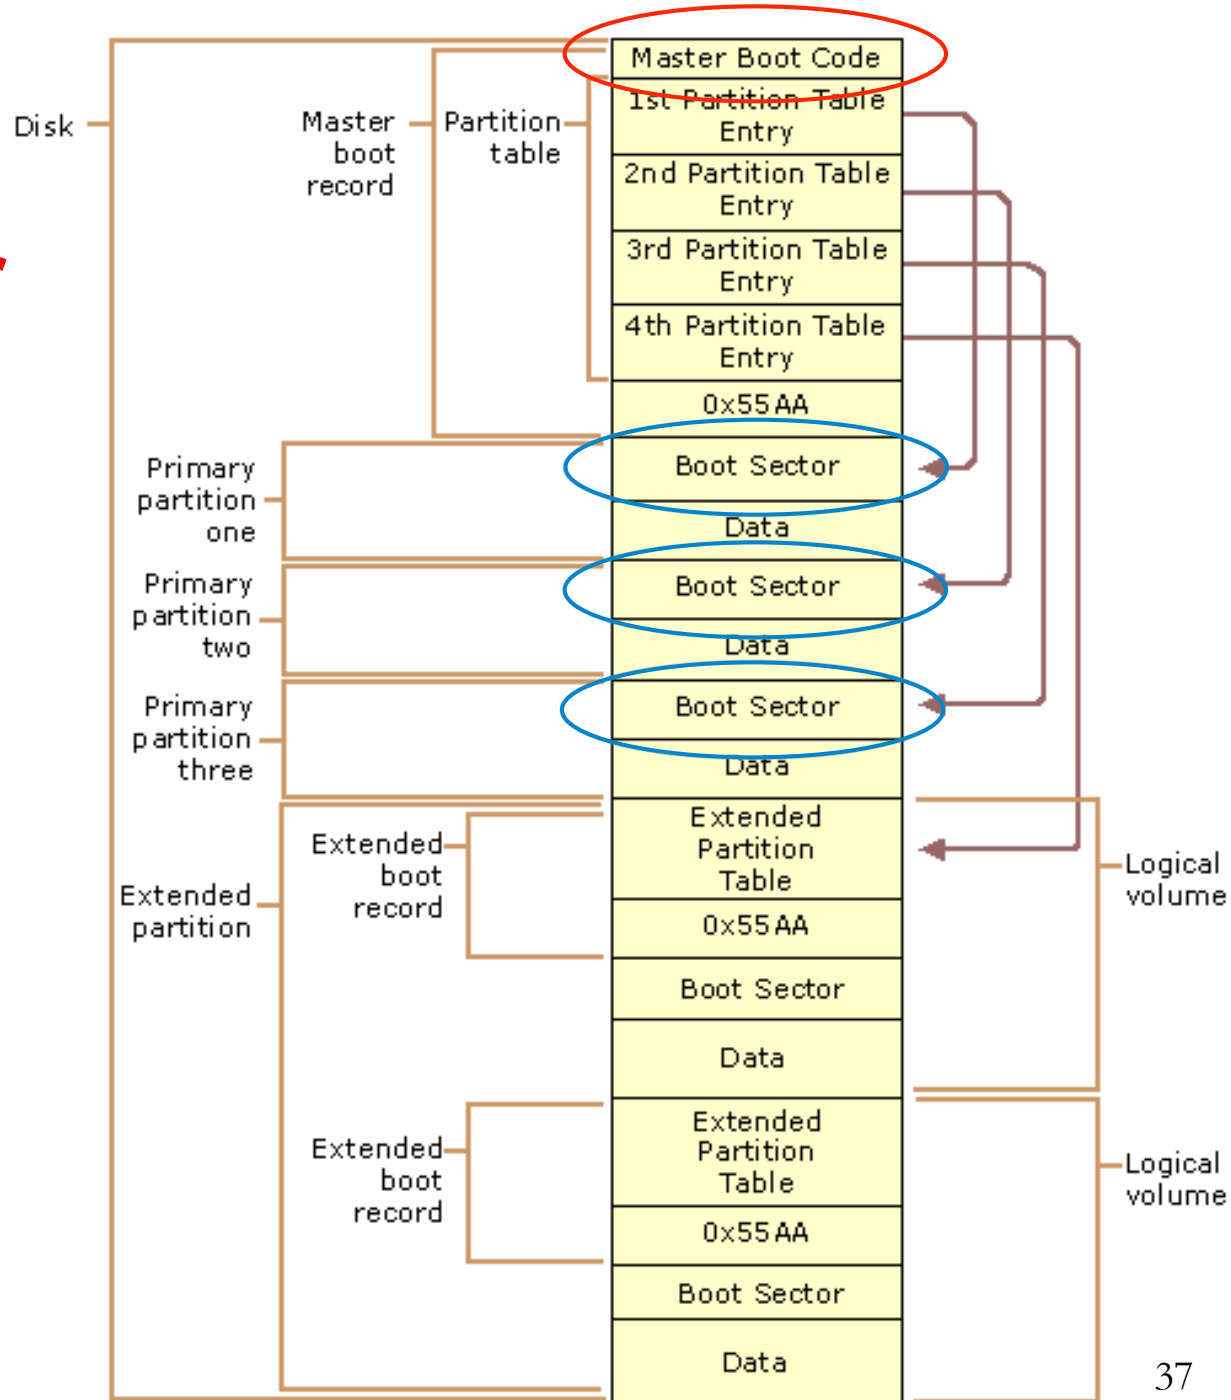 Master Boot Code
1st Partition Table
Entry
2nd Partition Table
Entry
3rd Partition Table
Entry
4th Partition Table
Entry
0x55AA
Boot Sector
Data
Boot Sector
Data
Boot Sector
Data
Extended
Partition
Table
0x55AA
Boot Sector
Data
Extended
Partition
Table
0x55AA
Boot Sector
Data
Disk
Master
boot
record
Partition
table
Primary
partition
one
Primary
partition
two
Primary
partition
three
Extended
partition
Extended
boot
record
Extended
boot
record
Logical
volume
Logical
volume
37